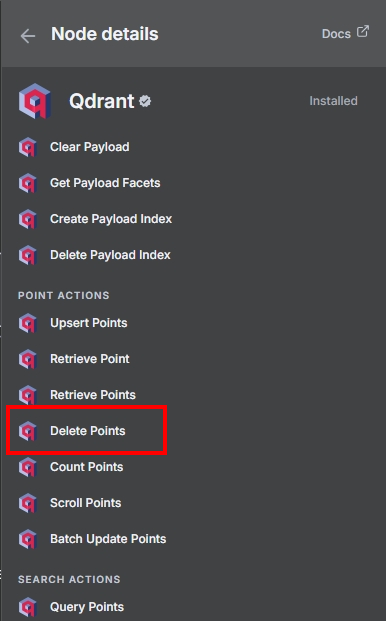 Node details
Docs
Qdrant
Installed
Clear Payload
Get Payload Facets
Create Payload Index
Delete Payload Index
POINT ACTIONS
Upsert Points
Retrieve Point
Retrieve Points
Delete Points
Count Points
Scroll Points
Batch Update Points
SEARCH ACTIONS
Query Points